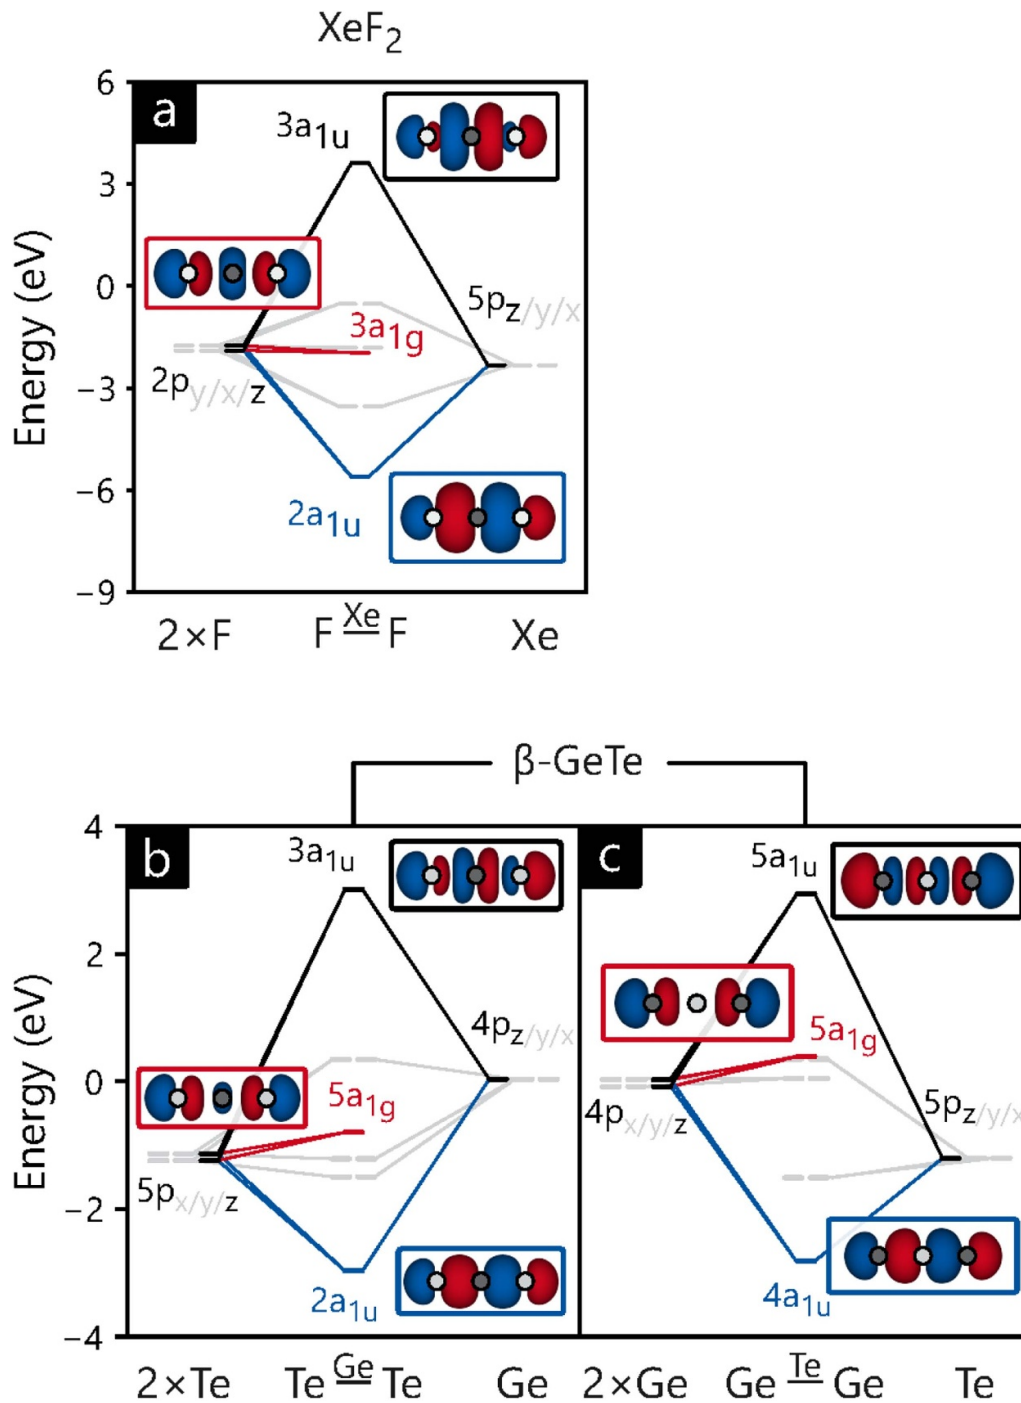 XeF2
a
6
3
0
−3
−6
−9
Energy (eV)
3a1u
3a1g
2a1u
2py/x/z
5pz/y/x
2×F
F Xe F
Xe
β-GeTe
b
c
4
2
0
−2
−4
Energy (eV)
3a1u
5a1g
2a1u
5px/y/z
4pz/y/x
5a1u
5a1g
4a1u
4px/y/z
5pz/y/x
2×Te
Te Ge Te
Ge
2×Ge
Ge Te Ge
Te